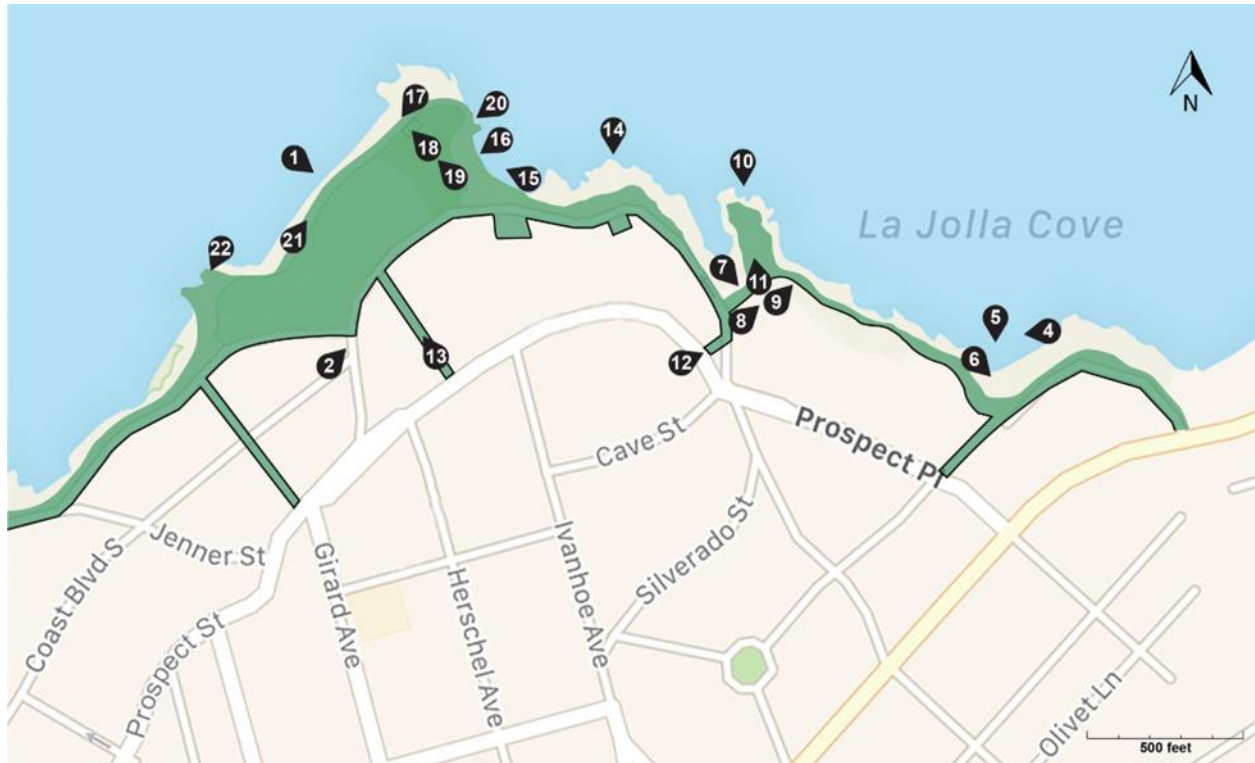 17
20
14
16
1
18
N
15
19
10
La Jolla Cove
21
22
7
11
9
5
4
8
2
13
12
6
Prospect Pl
Cave St
Jenner St
Coast Blvd S
Girard Ave
Herschel Ave
Ivanhoe Ave
Silverado St
Prospect St
Olivet Ln
500 feet